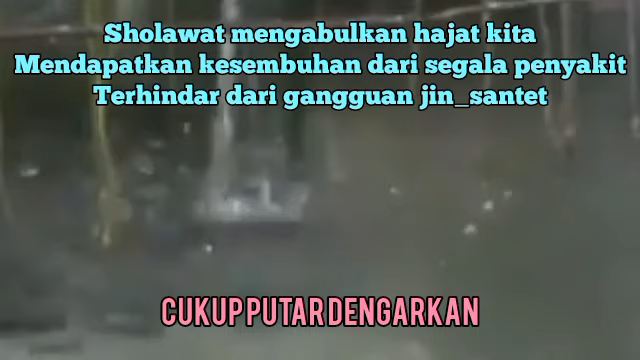 Sholawat mengabulkan hajat kita
Mendapatkan kesembuhan dari segala penyakit
Terhindar dari gangguan jin_santet
CUKUP PUTAR DENGARKAN